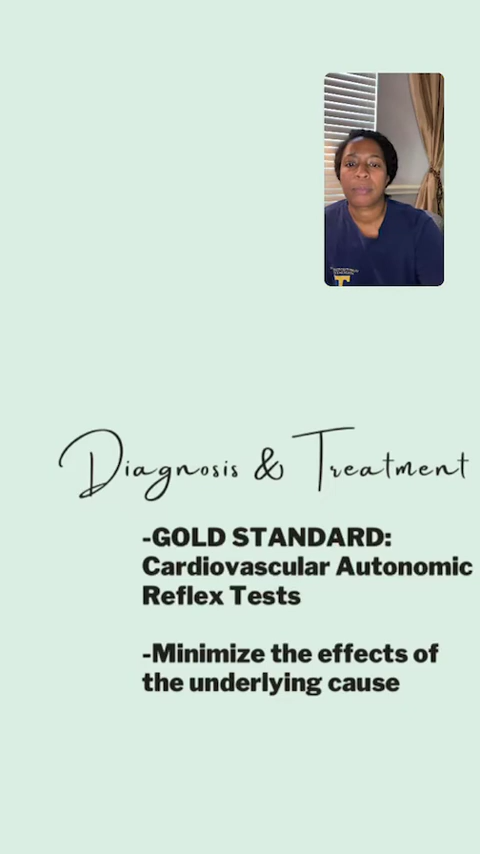 Diagnosis & Treatment
-GOLD STANDARD:
Cardiovascular Autonomic
Reflex Tests
-Minimize the effects of
the underlying cause